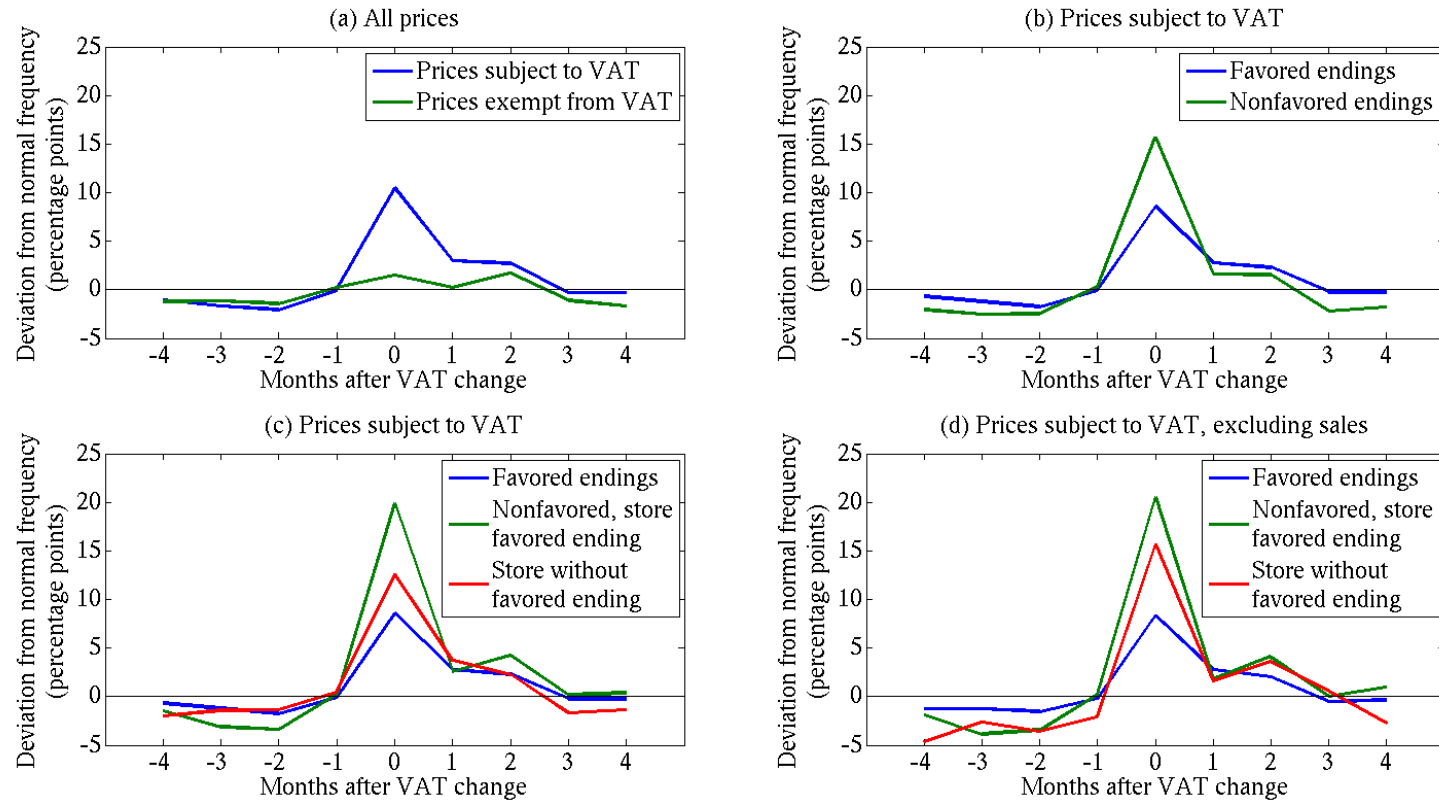 (a) All prices
Deviation from normal frequency
(percentage points)
25
20
15
10
5
0
-5
Prices subject to VAT
Prices exempt from VAT
-4 -3 -2 -1 0 1 2 3 4
Months after VAT change
(b) Prices subject to VAT
Deviation from normal frequency
(percentage points)
25
20
15
10
5
0
-5
Favored endings
Nonfavored endings
-4 -3 -2 -1 0 1 2 3 4
Months after VAT change
(c) Prices subject to VAT
Deviation from normal frequency
(percentage points)
25
20
15
10
5
0
-5
Favored endings
Nonfavored, store
favored ending
Store without
favored ending
-4 -3 -2 -1 0 1 2 3 4
Months after VAT change
(d) Prices subject to VAT, excluding sales
Deviation from normal frequency
(percentage points)
25
20
15
10
5
0
-5
Favored endings
Nonfavored, store
favored ending
Store without
favored ending
-4 -3 -2 -1 0 1 2 3 4
Months after VAT change